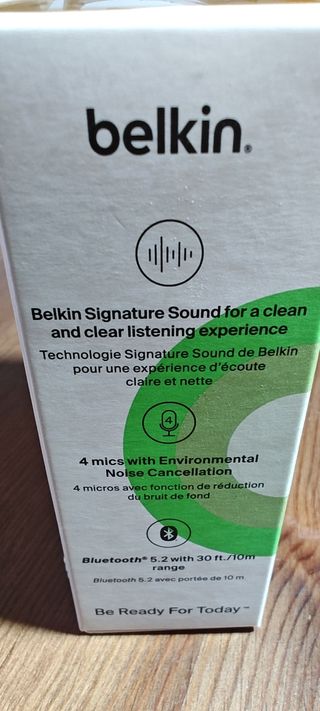 belkin.
Belkin Signature Sound for a clean
and clear listening experience
Technologie Signature Sound de Belkin
pour une expérience d'écoute
claire et nette
4
4 mics with Environmental
Noise Cancellation
4 micros avec fonction de réduction
du bruit de fond
Bluetooth® 5.2 with 30 ft./10m
range
Bluetooth 5.2 avec portée de 10 m
Be Ready For Today™